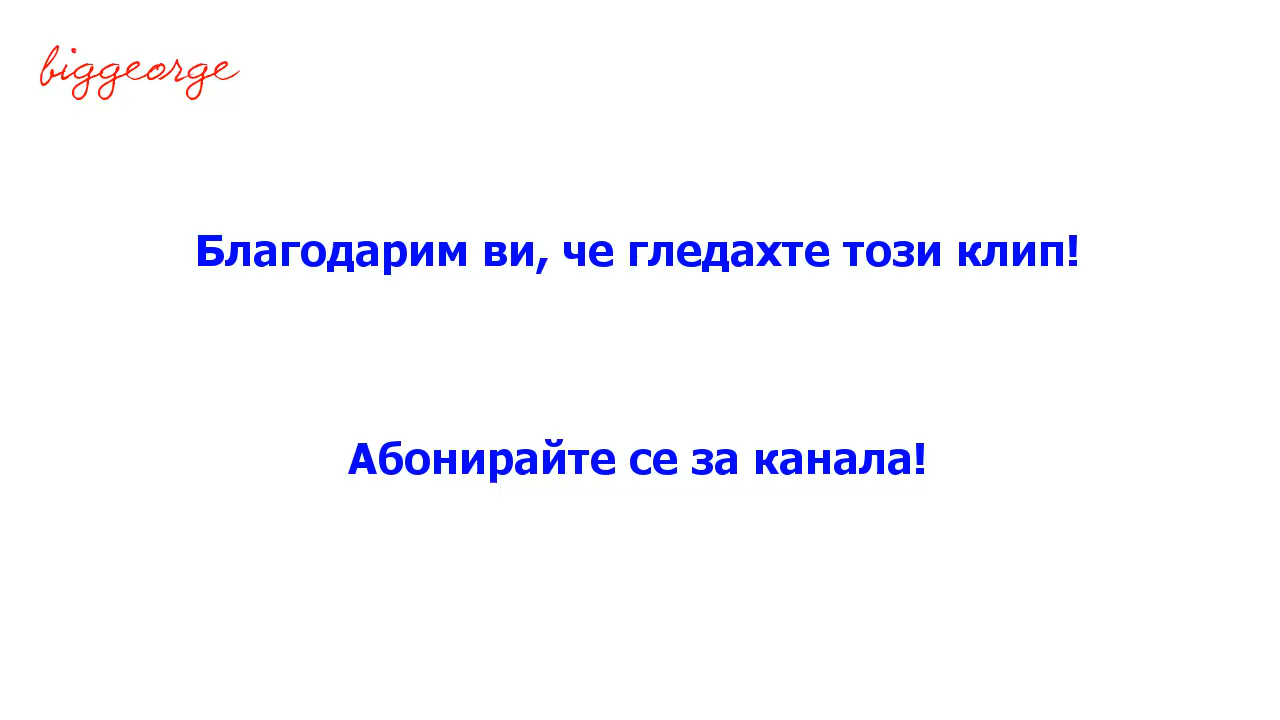 biggeorge
Благодарим ви, че гледахте този клип!
Абонирайте се за канала!